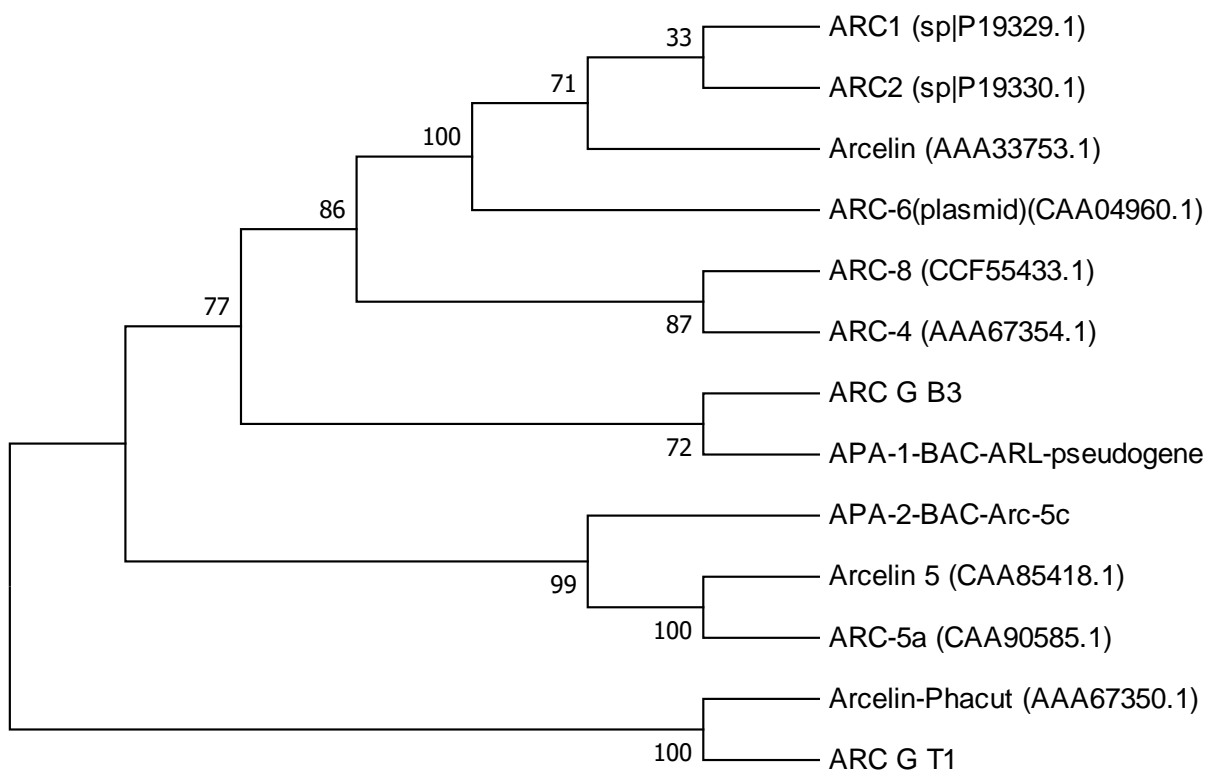 ARC1 (sp|P19329.1)
33
ARC2 (sp|P19330.1)
71
Arcelin (AAA33753.1)
100
ARC-6(plasmid)(CAA04960.1)
86
ARC-8 (CCF55433.1)
77
87
ARC-4 (AAA67354.1)
ARC G B3
72
APA-1-BAC-ARL-pseudogene
APA-2-BAC-Arc-5c
99
Arcelin 5 (CAA85418.1)
100
ARC-5a (CAA90585.1)
Arcelin-Phacut (AAA67350.1)
100
ARC G T1